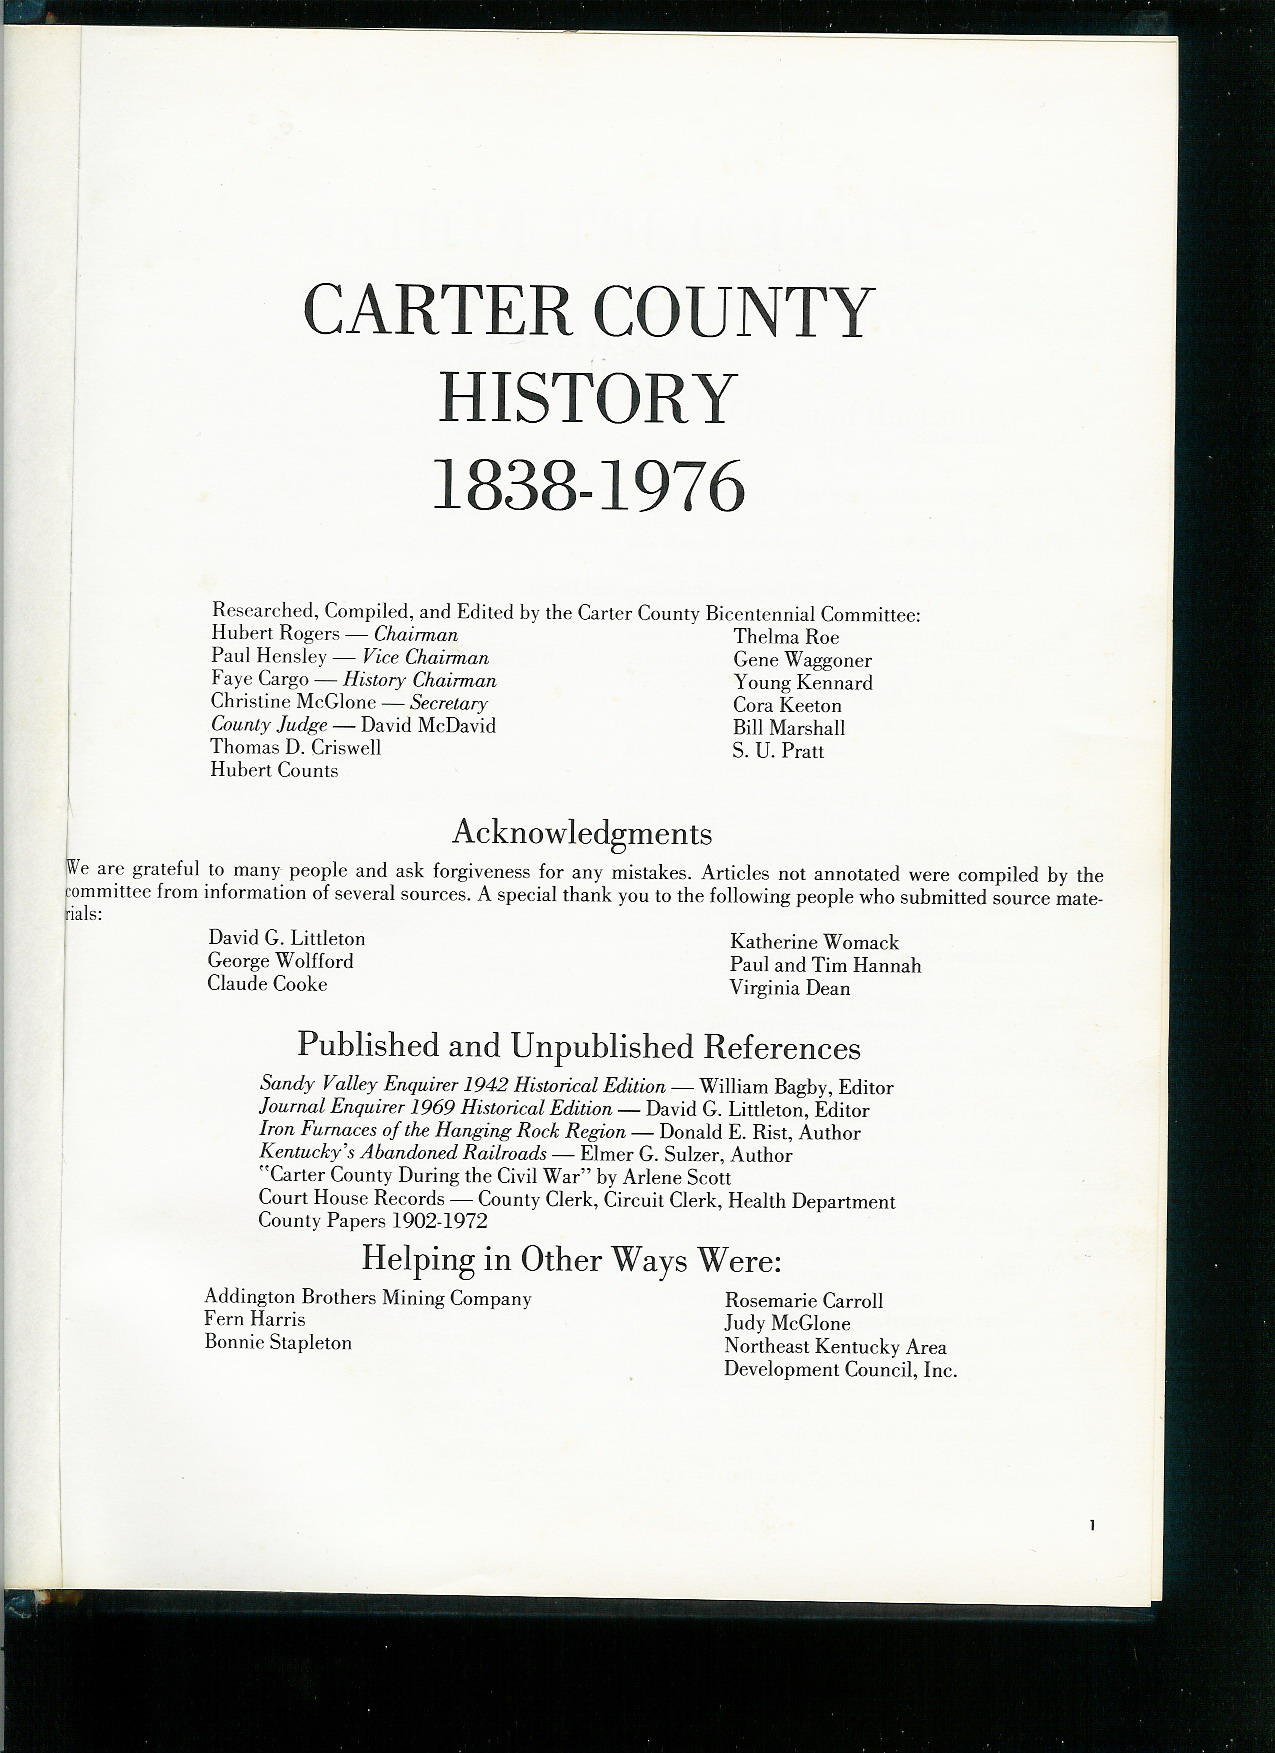 CARTER COUNTY
HISTORY
1838-1976
Researched, Compiled, and Edited by the Carter County Bicentennial Committee:
Hubert Rogers — Chairman
Paul Hensley — Vice Chairman
Faye Cargo — History Chairman
Christine McGlone — Secretary
County Judge — David McDavid
Thomas D. Criswell
Hubert Counts
Thelma Roe
Gene Waggoner
Young Kennard
Cora Keeton
Bill Marshall
S. U. Pratt
Acknowledgments
We are grateful to many people and ask forgiveness for any mistakes. Articles not annotated were compiled by the
committee from information of several sources. A special thank you to the following people who submitted source mate-
rials:
David G. Littleton
George Wolfford
Claude Cooke
Katherine Womack
Paul and Tim Hannah
Virginia Dean
Published and Unpublished References
Sandy Valley Enquirer 1942 Historical Edition — William Bagby, Editor
Journal Enquirer 1969 Historical Edition — David G. Littleton, Editor
Iron Furnaces of the Hanging Rock Region — Donald E. Rist, Author
Kentucky's Abandoned Railroads — Elmer G. Sulzer, Author
"Carter County During the Civil War" by Arlene Scott
Court House Records — County Clerk, Circuit Clerk, Health Department
County Papers 1902-1972
Helping in Other Ways Were:
Addington Brothers Mining Company
Fern Harris
Bonnie Stapleton
Rosemarie Carroll
Judy McGlone
Northeast Kentucky Area
Development Council, Inc.
1